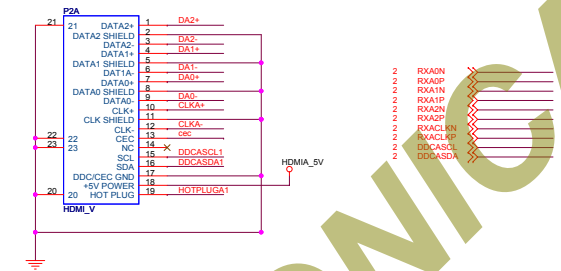 P2A
21 21 DATA2+ 1 DA2+
DATA2 SHIELD 2
DATA2- 3 DA2-
DATA1+ 4 DA1+
DATA1 SHIELD 5
DAT1A- 6 DA1-
DATA0+ 7 DA0+
DATA0 SHIELD 8
DATA0- 9 DA0-
CLK+ 10 CLKA+
CLK SHIELD 11
CLK- 12 CLKA-
22 22 CEC 13 cec
23 23 NC 14
SCL 15 DDCASCL1
SDA 16 DDCASDA1
DDC/CEC GND 17
+5V POWER 18
20 20 HOT PLUG 19 HOTPLUGA1
HDMI_V
HDMIA_5V
2 RXA0N
2 RXA0P
2 RXA1N
2 RXA1P
2 RXA2N
2 RXA2P
2 RXACLKN
2 RXACLKP
2 DDCASCL
2 DDCASDA